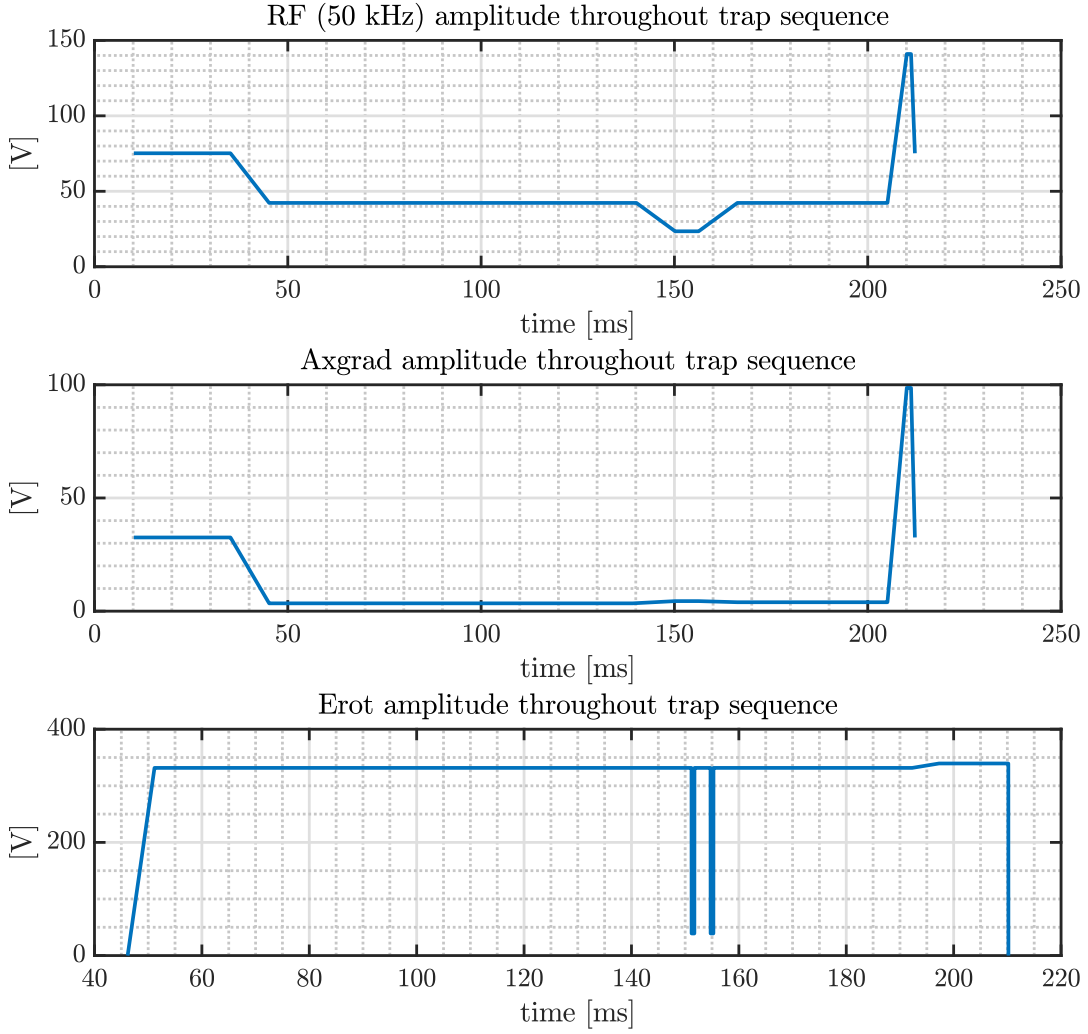 RF (50 kHz) amplitude throughout trap sequence
150
100
50
0
[V]
0 50 100 150 200 250
time [ms]
Axgrad amplitude throughout trap sequence
100
50
0
[V]
0 50 100 150 200 250
time [ms]
Erot amplitude throughout trap sequence
400
200
0
[V]
40 60 80 100 120 140 160 180 200 220
time [ms]